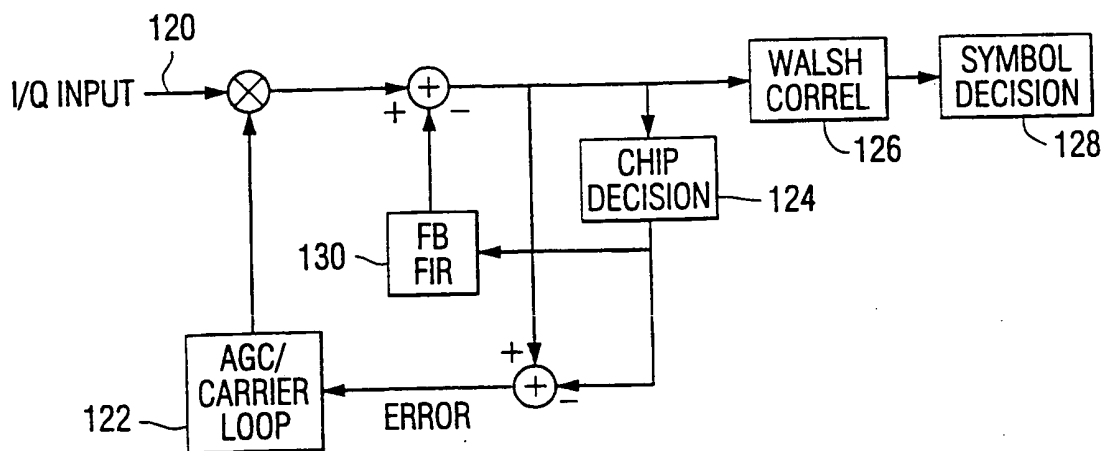 120
I/Q INPUT
+
−
WALSH
CORREL
126
SYMBOL
DECISION
128
CHIP
DECISION
124
130
FB
FIR
+
−
AGC/
CARRIER
LOOP
122
ERROR